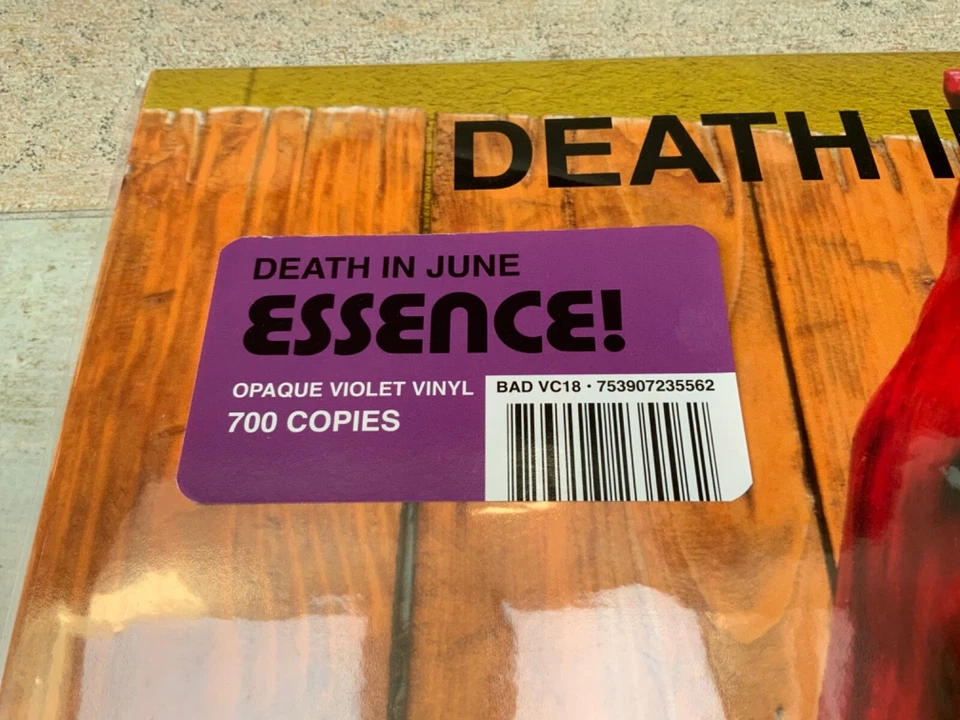 DEATH I
DEATH IN JUNE
ESSENCE!
OPAQUE VIOLET VINYL
700 COPIES
BAD VC18 • 753907235562